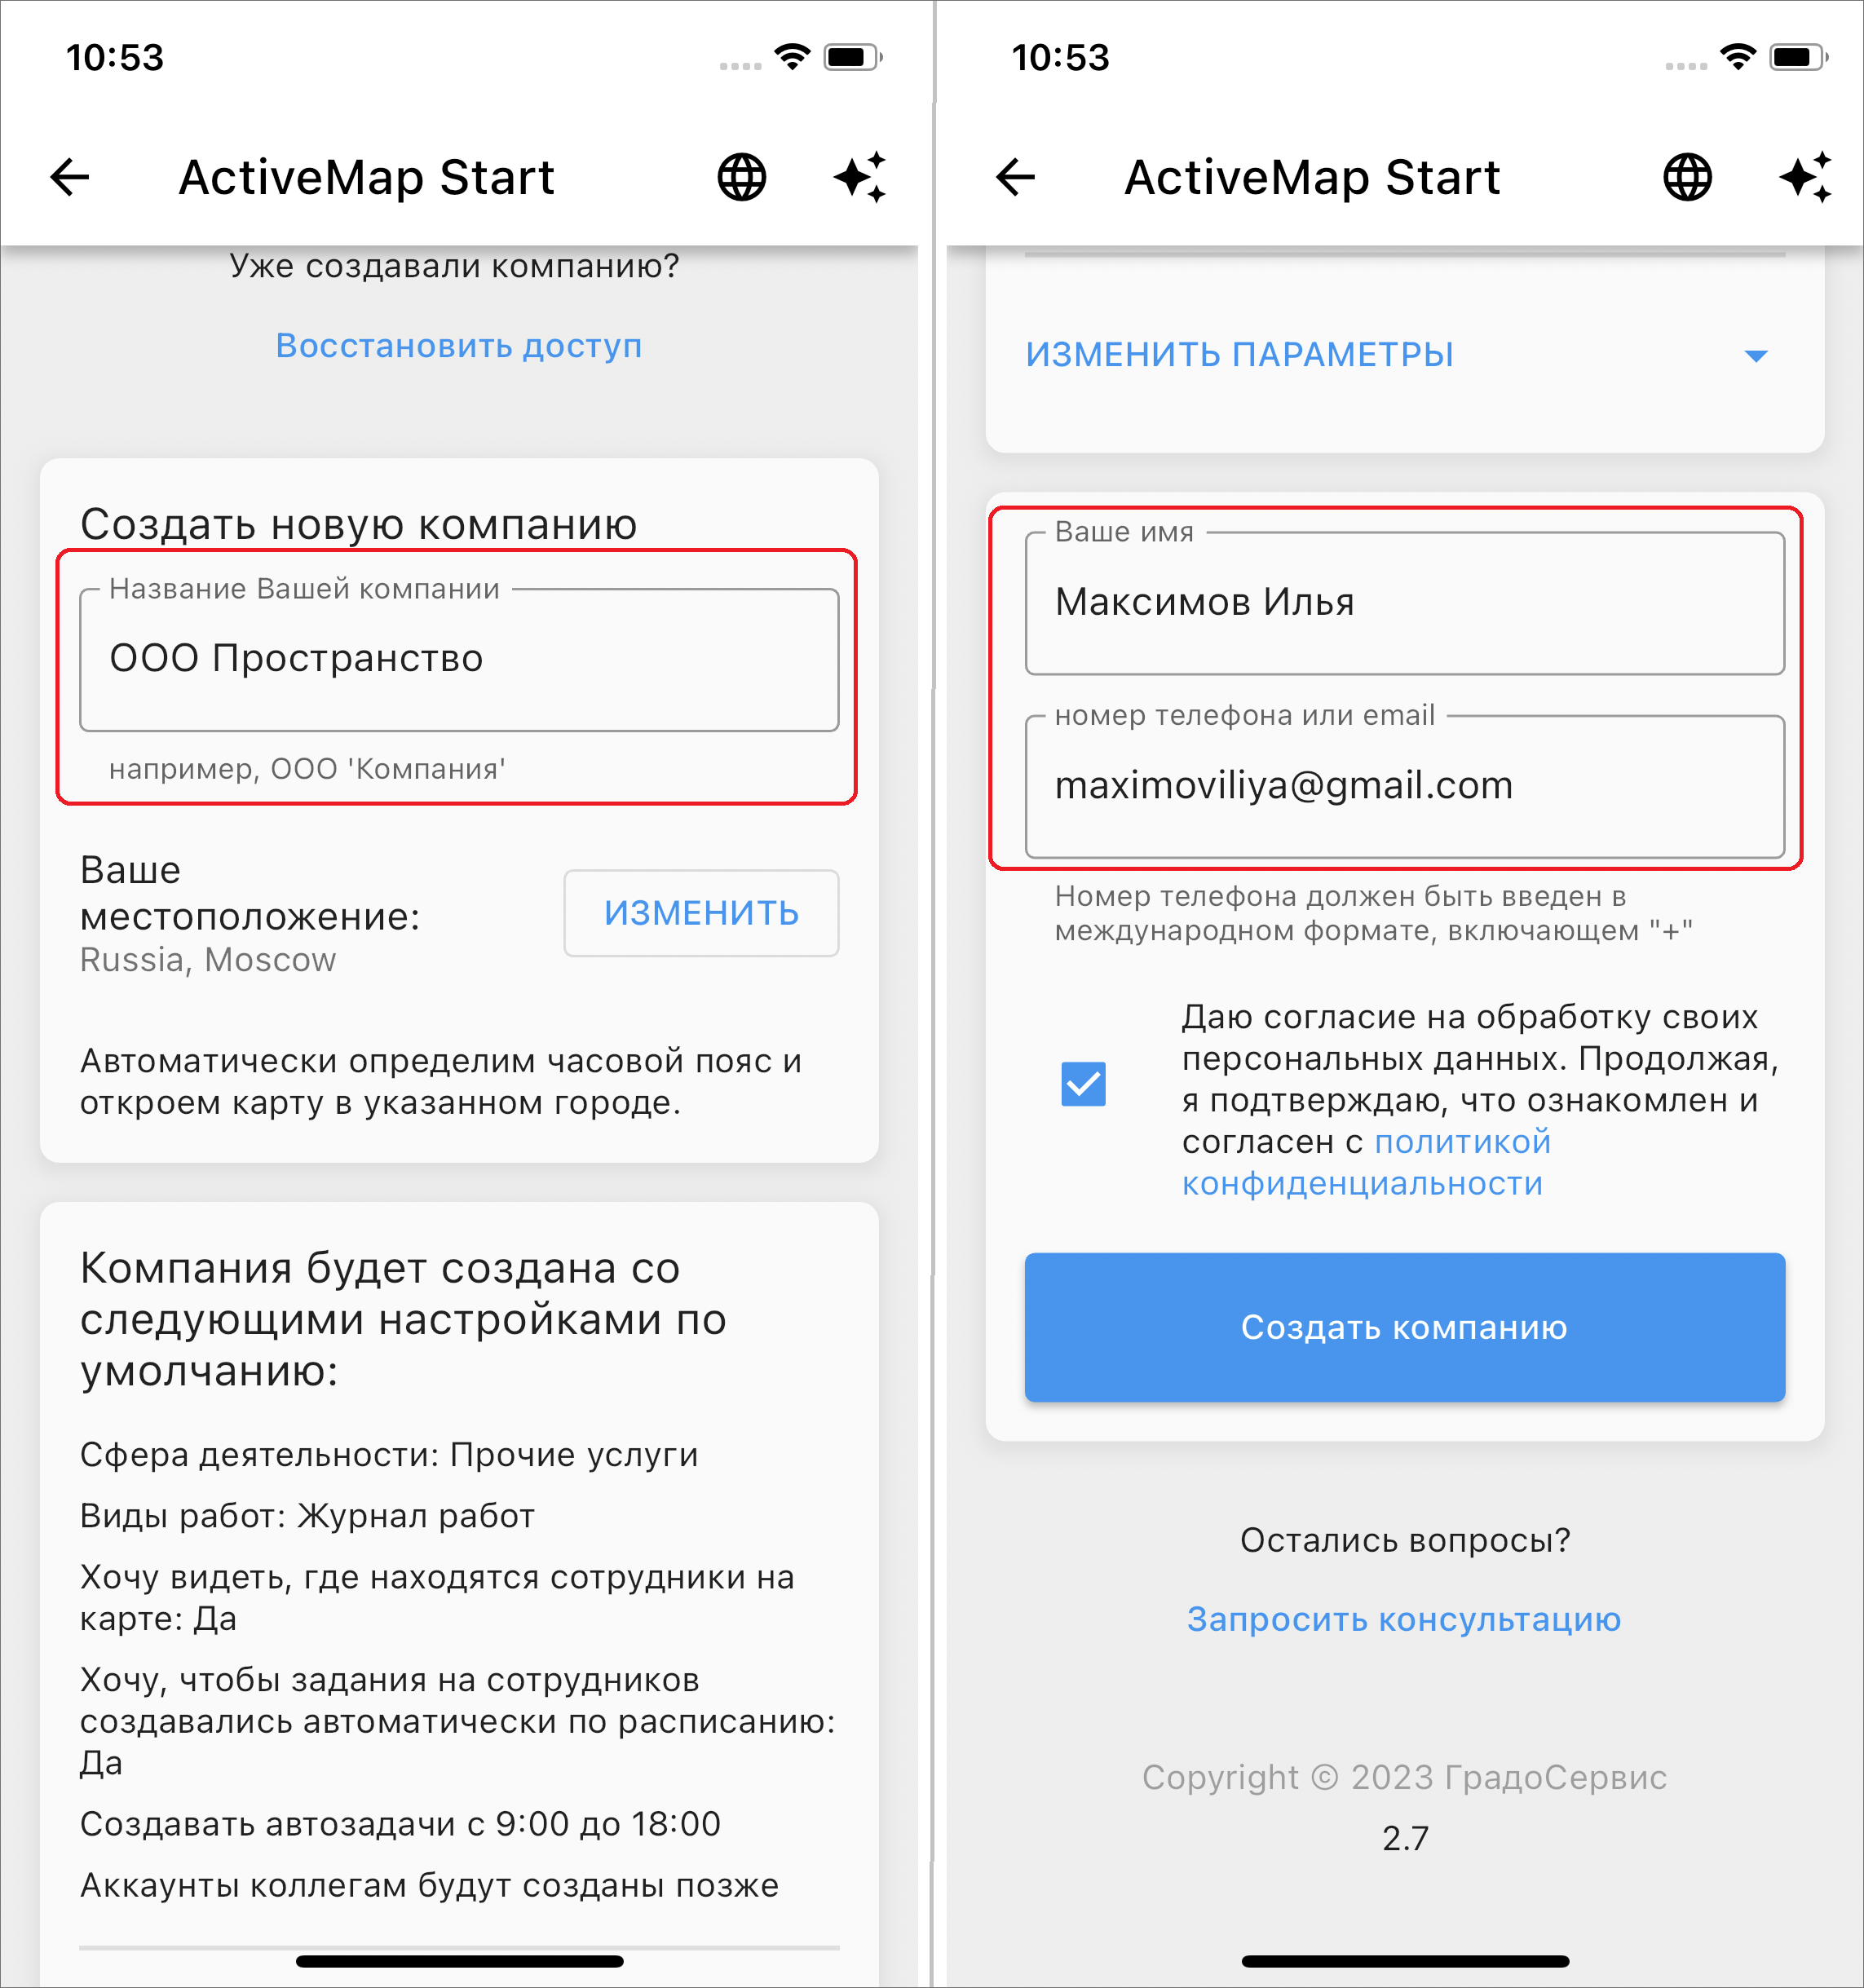 10:53
ActiveMap Start
Уже создавали компанию?
Восстановить доступ
Создать новую компанию
Название Вашей компании
ООО Пространство
например, ООО 'Компания'
Ваше
местоположение:
Russia, Moscow
ИЗМЕНИТЬ
Автоматически определим часовой пояс и
откроем карту в указанном городе.
Компания будет создана со
следующими настройками по
умолчанию:
Сфера деятельности: Прочие услуги
Виды работ: Журнал работ
Хочу видеть, где находятся сотрудники на
карте: Да
Хочу, чтобы задания на сотрудников
создавались автоматически по расписанию:
Да
Создавать автозадачи с 9:00 до 18:00
Аккаунты коллегам будут созданы позже
10:53
ActiveMap Start
ИЗМЕНИТЬ ПАРАМЕТРЫ
Ваше имя
Максимов Илья
номер телефона или email
maximoviliya@gmail.com
Номер телефона должен быть введен в
международном формате, включающем "+"
Даю согласие на обработку своих
персональных данных. Продолжая,
я подтверждаю, что ознакомлен и
согласен с политикой
конфиденциальности
Создать компанию
Остались вопросы?
Запросить консультацию
Copyright © 2023 ГрадоСервис
2.7